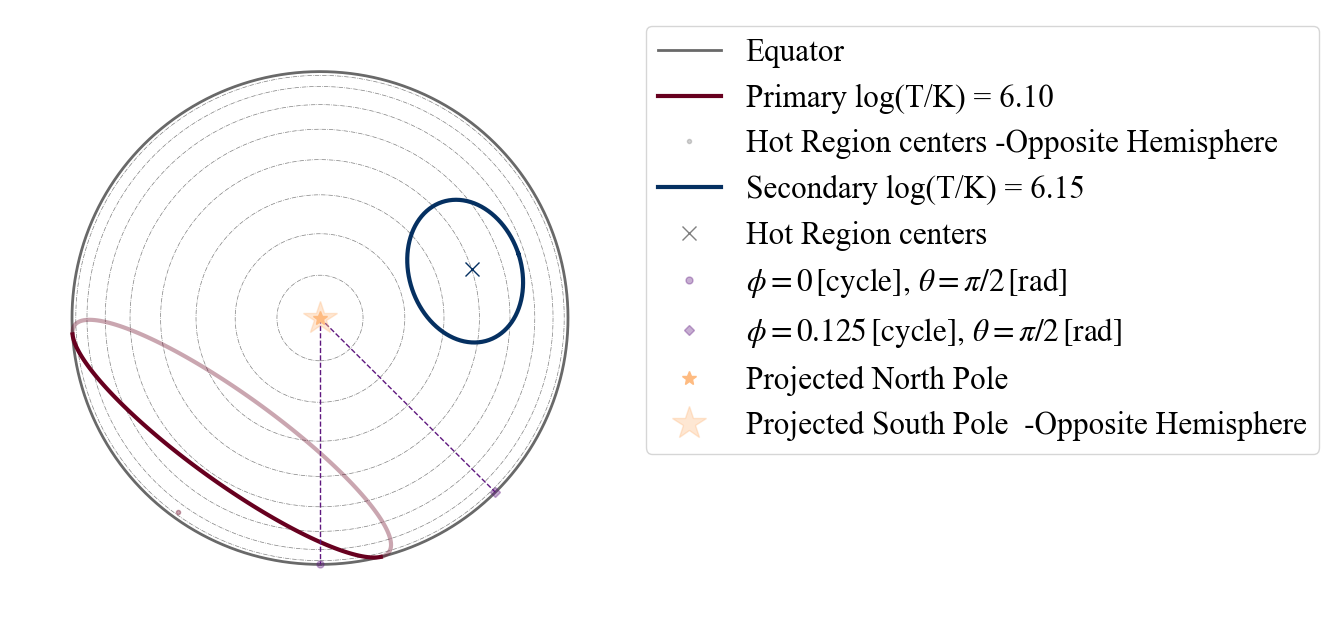 Equator
Primary log(T/K) = 6.10
Hot Region centers -Opposite Hemisphere
Secondary log(T/K) = 6.15
Hot Region centers
ϕ = 0 [cycle], θ = π/2 [rad]
ϕ = 0.125 [cycle], θ = π/2 [rad]
Projected North Pole
Projected South Pole  -Opposite Hemisphere